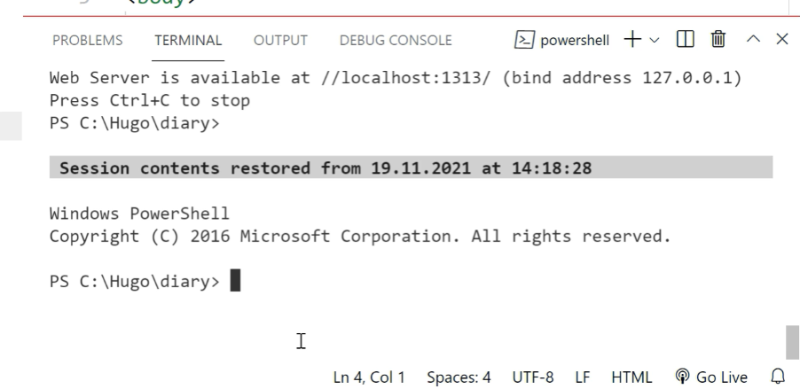 PROBLEMS TERMINAL OUTPUT DEBUG CONSOLE powershell
Web Server is available at //localhost:1313/ (bind address 127.0.0.1)
Press Ctrl+C to stop
PS C:\Hugo\diary>
Session contents restored from 19.11.2021 at 14:18:28
Windows PowerShell
Copyright (C) 2016 Microsoft Corporation. All rights reserved.
PS C:\Hugo\diary>
Ln 4, Col 1 Spaces: 4 UTF-8 LF HTML Go Live